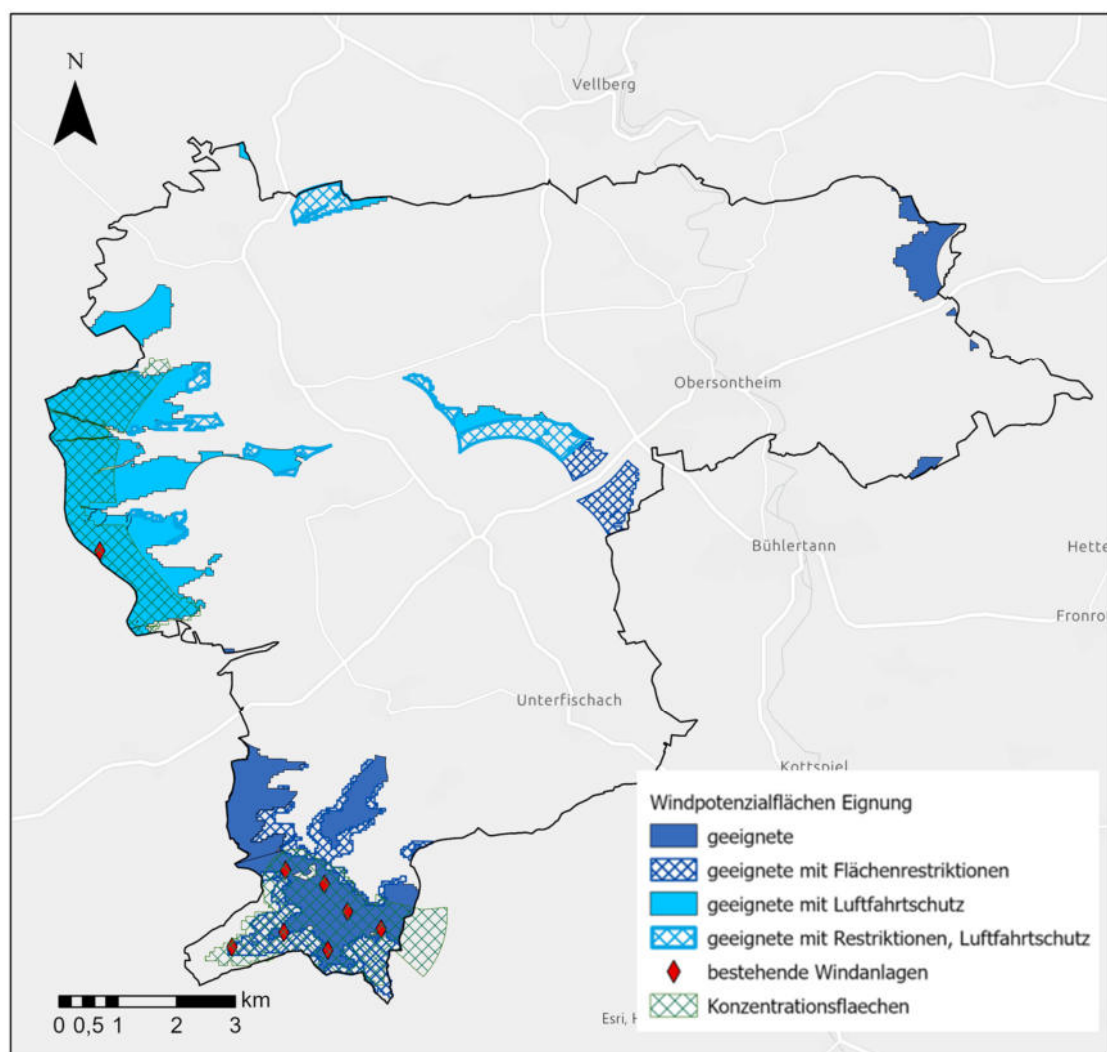 N
Vellberg
Obersontheim
Bühlertann
Hette
Fronro
Unterfischach
Kottspiel
Windpotenzialflächen Eignung
geeignete
geeignete mit Flächenrestriktionen
geeignete mit Luftfahrtschutz
geeignete mit Restriktionen, Luftfahrtschutz
bestehende Windanlagen
Konzentrationsflaechen
km
0 0,5 1 2 3
Esri, H